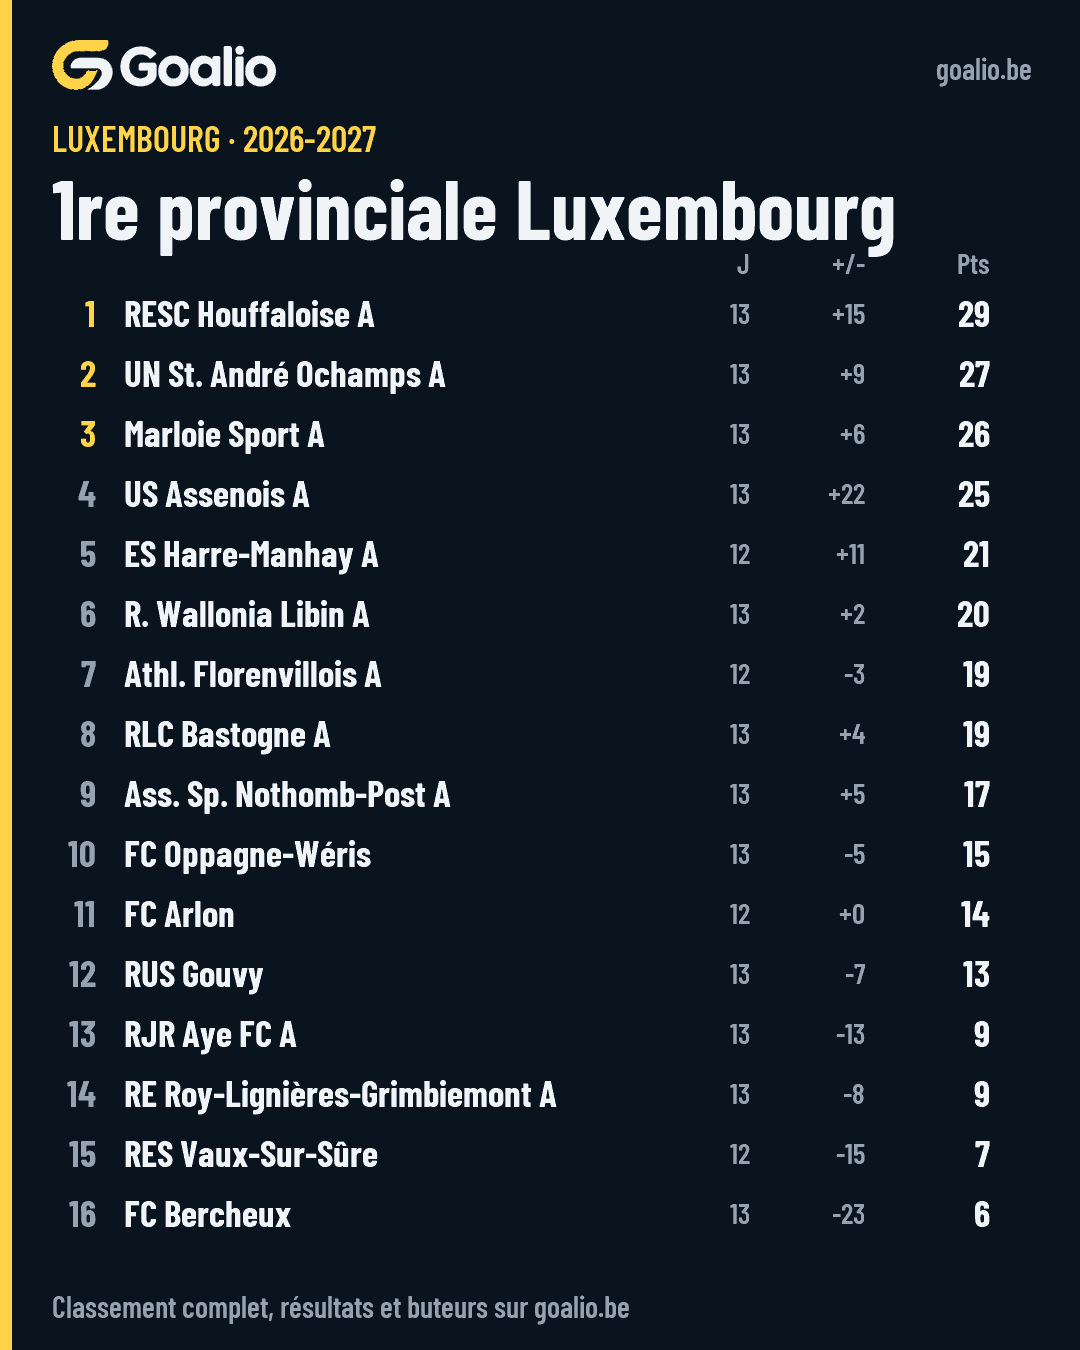 Goalio
goalio.be
LUXEMBOURG · 2026-2027
1re provinciale Luxembourg
J +/- Pts
1 RESC Houffaloise A 13 +15 29
2 UN St. André Ochamps A 13 +9 27
3 Marloie Sport A 13 +6 26
4 US Assenois A 13 +22 25
5 ES Harre-Manhay A 12 +11 21
6 R. Wallonia Libin A 13 +2 20
7 Athl. Florenvillois A 12 -3 19
8 RLC Bastogne A 13 +4 19
9 Ass. Sp. Nothomb-Post A 13 +5 17
10 FC Oppagne-Wéris 13 -5 15
11 FC Arlon 12 +0 14
12 RUS Gouvy 13 -7 13
13 RJR Aye FC A 13 -13 9
14 RE Roy-Lignières-Grimbiemont A 13 -8 9
15 RES Vaux-Sur-Sûre 12 -15 7
16 FC Bercheux 13 -23 6
Classement complet, résultats et buteurs sur goalio.be